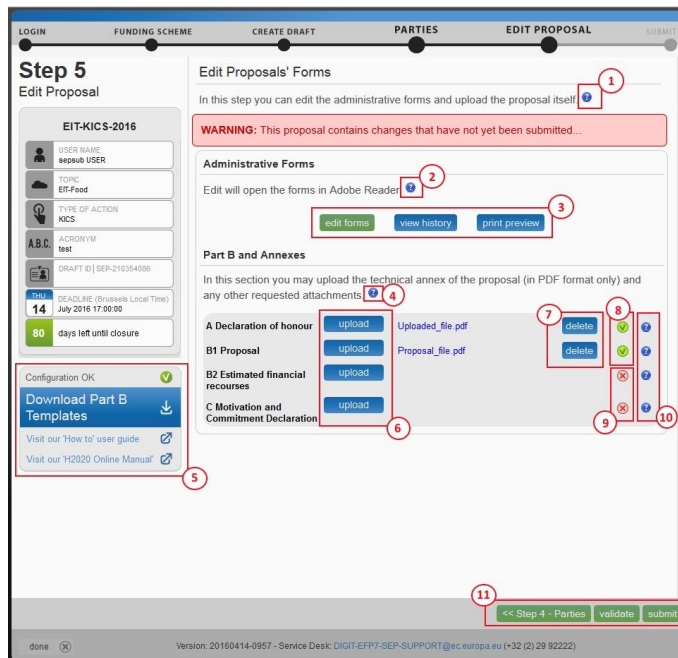 LOGIN FUNDING SCHEME CREATE DRAFT PARTIES EDIT PROPOSAL SUBMIT
Step 5
Edit Proposal
EIT-KICS-2016
USER NAME
sepsub USER
TOPIC
EIT-Food
TYPE OF ACTION
KICS
A.B.C. ACRONYM
test
DRAFT ID SEP-210354086
THU
14
DEADLINE (Brussels Local Time)
July 2016 17:00:00
80 days left until closure
Configuration OK
Download Part B
Templates
Visit our 'How to' user guide
Visit our 'H2020 Online Manual'
5
Edit Proposals' Forms
1
In this step you can edit the administrative forms and upload the proposal itself. ?
WARNING: This proposal contains changes that have not yet been submitted...
Administrative Forms
2
Edit will open the forms in Adobe Reader ?
3
edit forms view history print preview
Part B and Annexes
In this section you may upload the technical annex of the proposal (in PDF format only) and
any other requested attachments. ? 4
7 8
A Declaration of honour upload Uploaded_file.pdf delete ?
B1 Proposal upload Proposal_file.pdf delete ?
B2 Estimated financial upload ?
recourses
C Motivation and upload ?
Commitment Declaration
6 9 10
11
<< Step 4 - Parties validate submit
done Version: 20160414-0957 - Service Desk: DIGIT-EFP7-SEP-SUPPORT@ec.europa.eu (+32 (2) 29 92222)